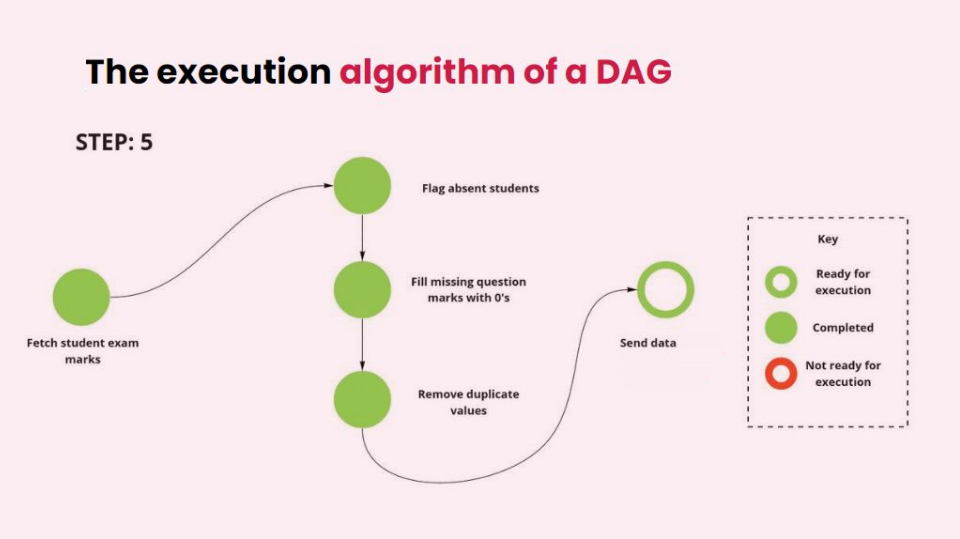 The execution algorithm of a DAG
STEP: 5
Flag absent students
Fill missing question
marks with 0's
Remove duplicate
values
Fetch student exam
marks
Send data
Key
Ready for
execution
Completed
Not ready for
execution